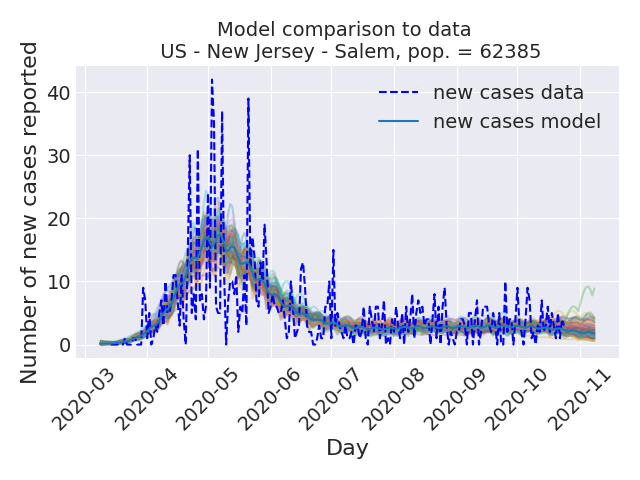 Model comparison to data
US - New Jersey - Salem, pop. = 62385
Number of new cases reported
40
30
20
10
0
new cases data
new cases model
2020-03
2020-04
2020-05
2020-06
2020-07
2020-08
2020-09
2020-10
2020-11
Day